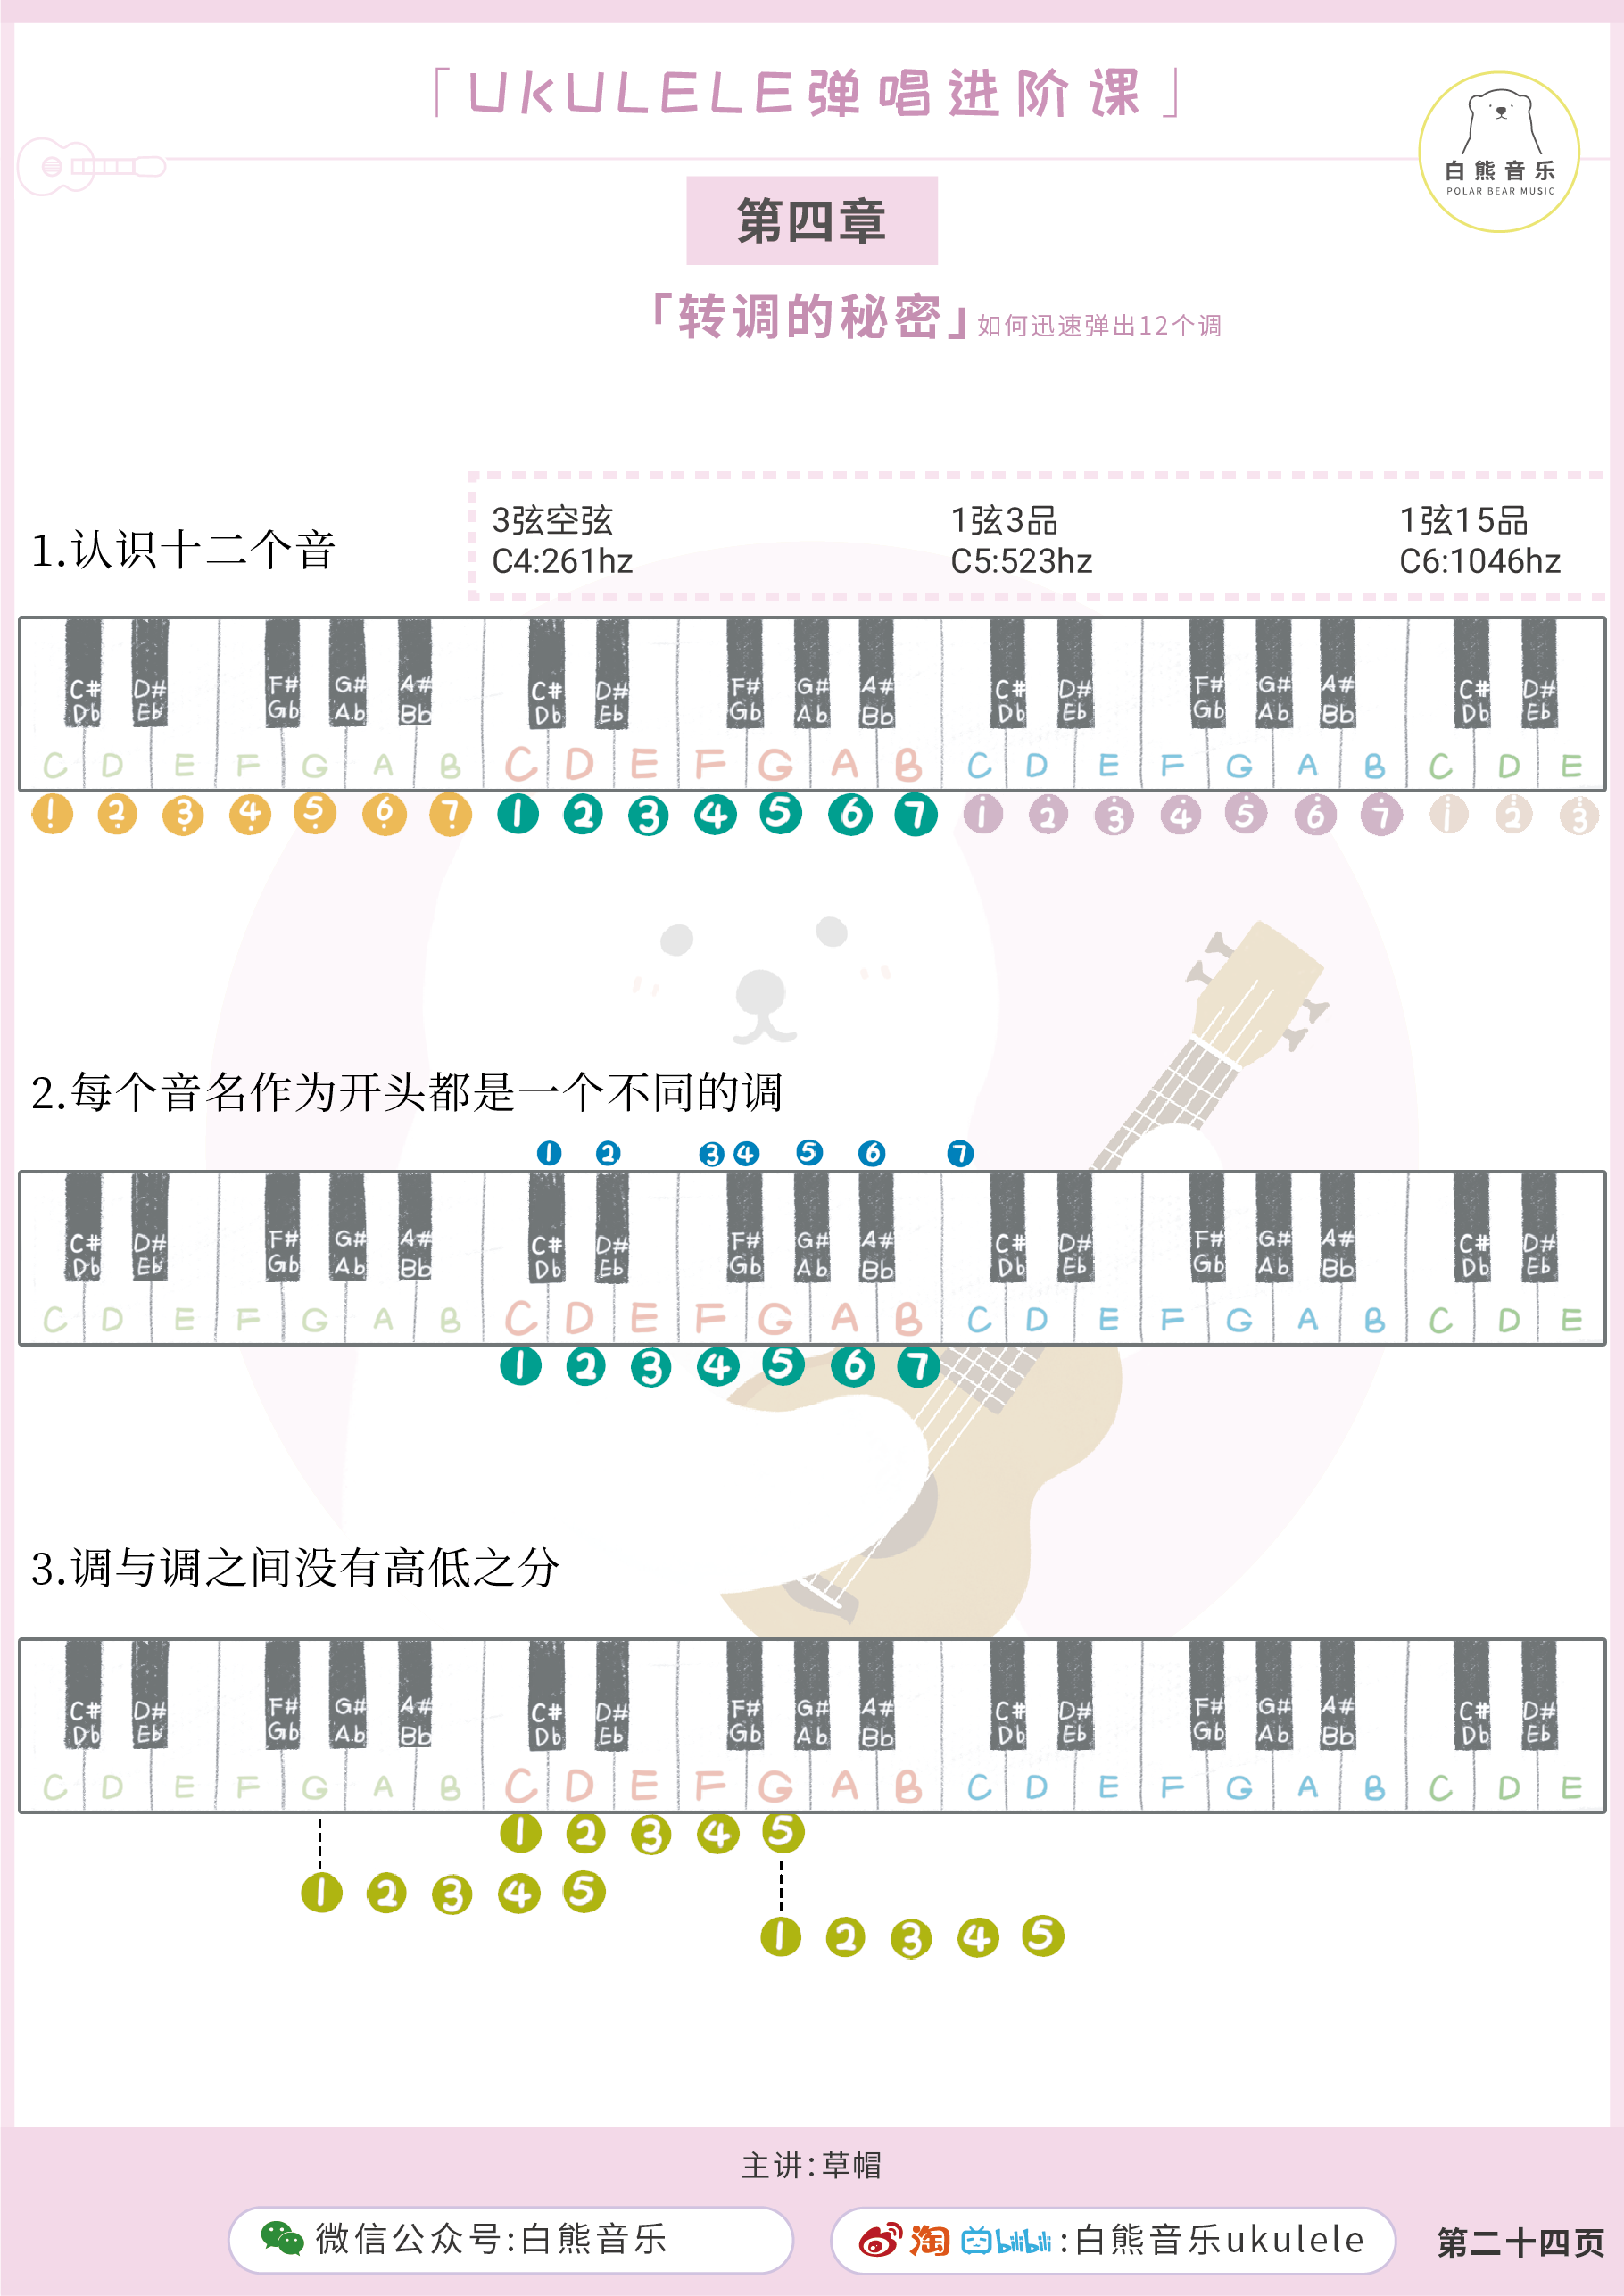 「UKULELE弹唱进阶课」
白熊音乐
POLAR BEAR MUSIC
第四章
「转调的秘密」如何迅速弹出12个调
1.认识十二个音
3弦空弦 1弦3品 1弦15品
C4:261hz C5:523hz C6:1046hz
C# D# F# G# A# C# D# F# G# A# C# D# F# G# A# C# D#
Db Eb Gb Ab Bb Db Eb Gb Ab Bb Db Eb Gb Ab Bb Db Eb
C D E F G A B C D E F G A B C D E F G A B C D E
1 2 3 4 5 6 7 1 2 3 4 5 6 7 1 2 3 4 5 6 7 1 2 3
2.每个音名作为开头都是一个不同的调
1 2 3 4 5 6 7
C# D# F# G# A# C# D# F# G# A# C# D# F# G# A# C# D#
Db Eb Gb Ab Bb Db Eb Gb Ab Bb Db Eb Gb Ab Bb Db Eb
C D E F G A B C D E F G A B C D E F G A B C D E
1 2 3 4 5 6 7
3.调与调之间没有高低之分
C# D# F# G# A# C# D# F# G# A# C# D# F# G# A# C# D#
Db Eb Gb Ab Bb Db Eb Gb Ab Bb Db Eb Gb Ab Bb Db Eb
C D E F G A B C D E F G A B C D E F G A B C D E
1 2 3 4 5
1 2 3 4 5
1 2 3 4 5
主讲:草帽
微信公众号:白熊音乐
淘 bilibili:白熊音乐ukulele
第二十四页